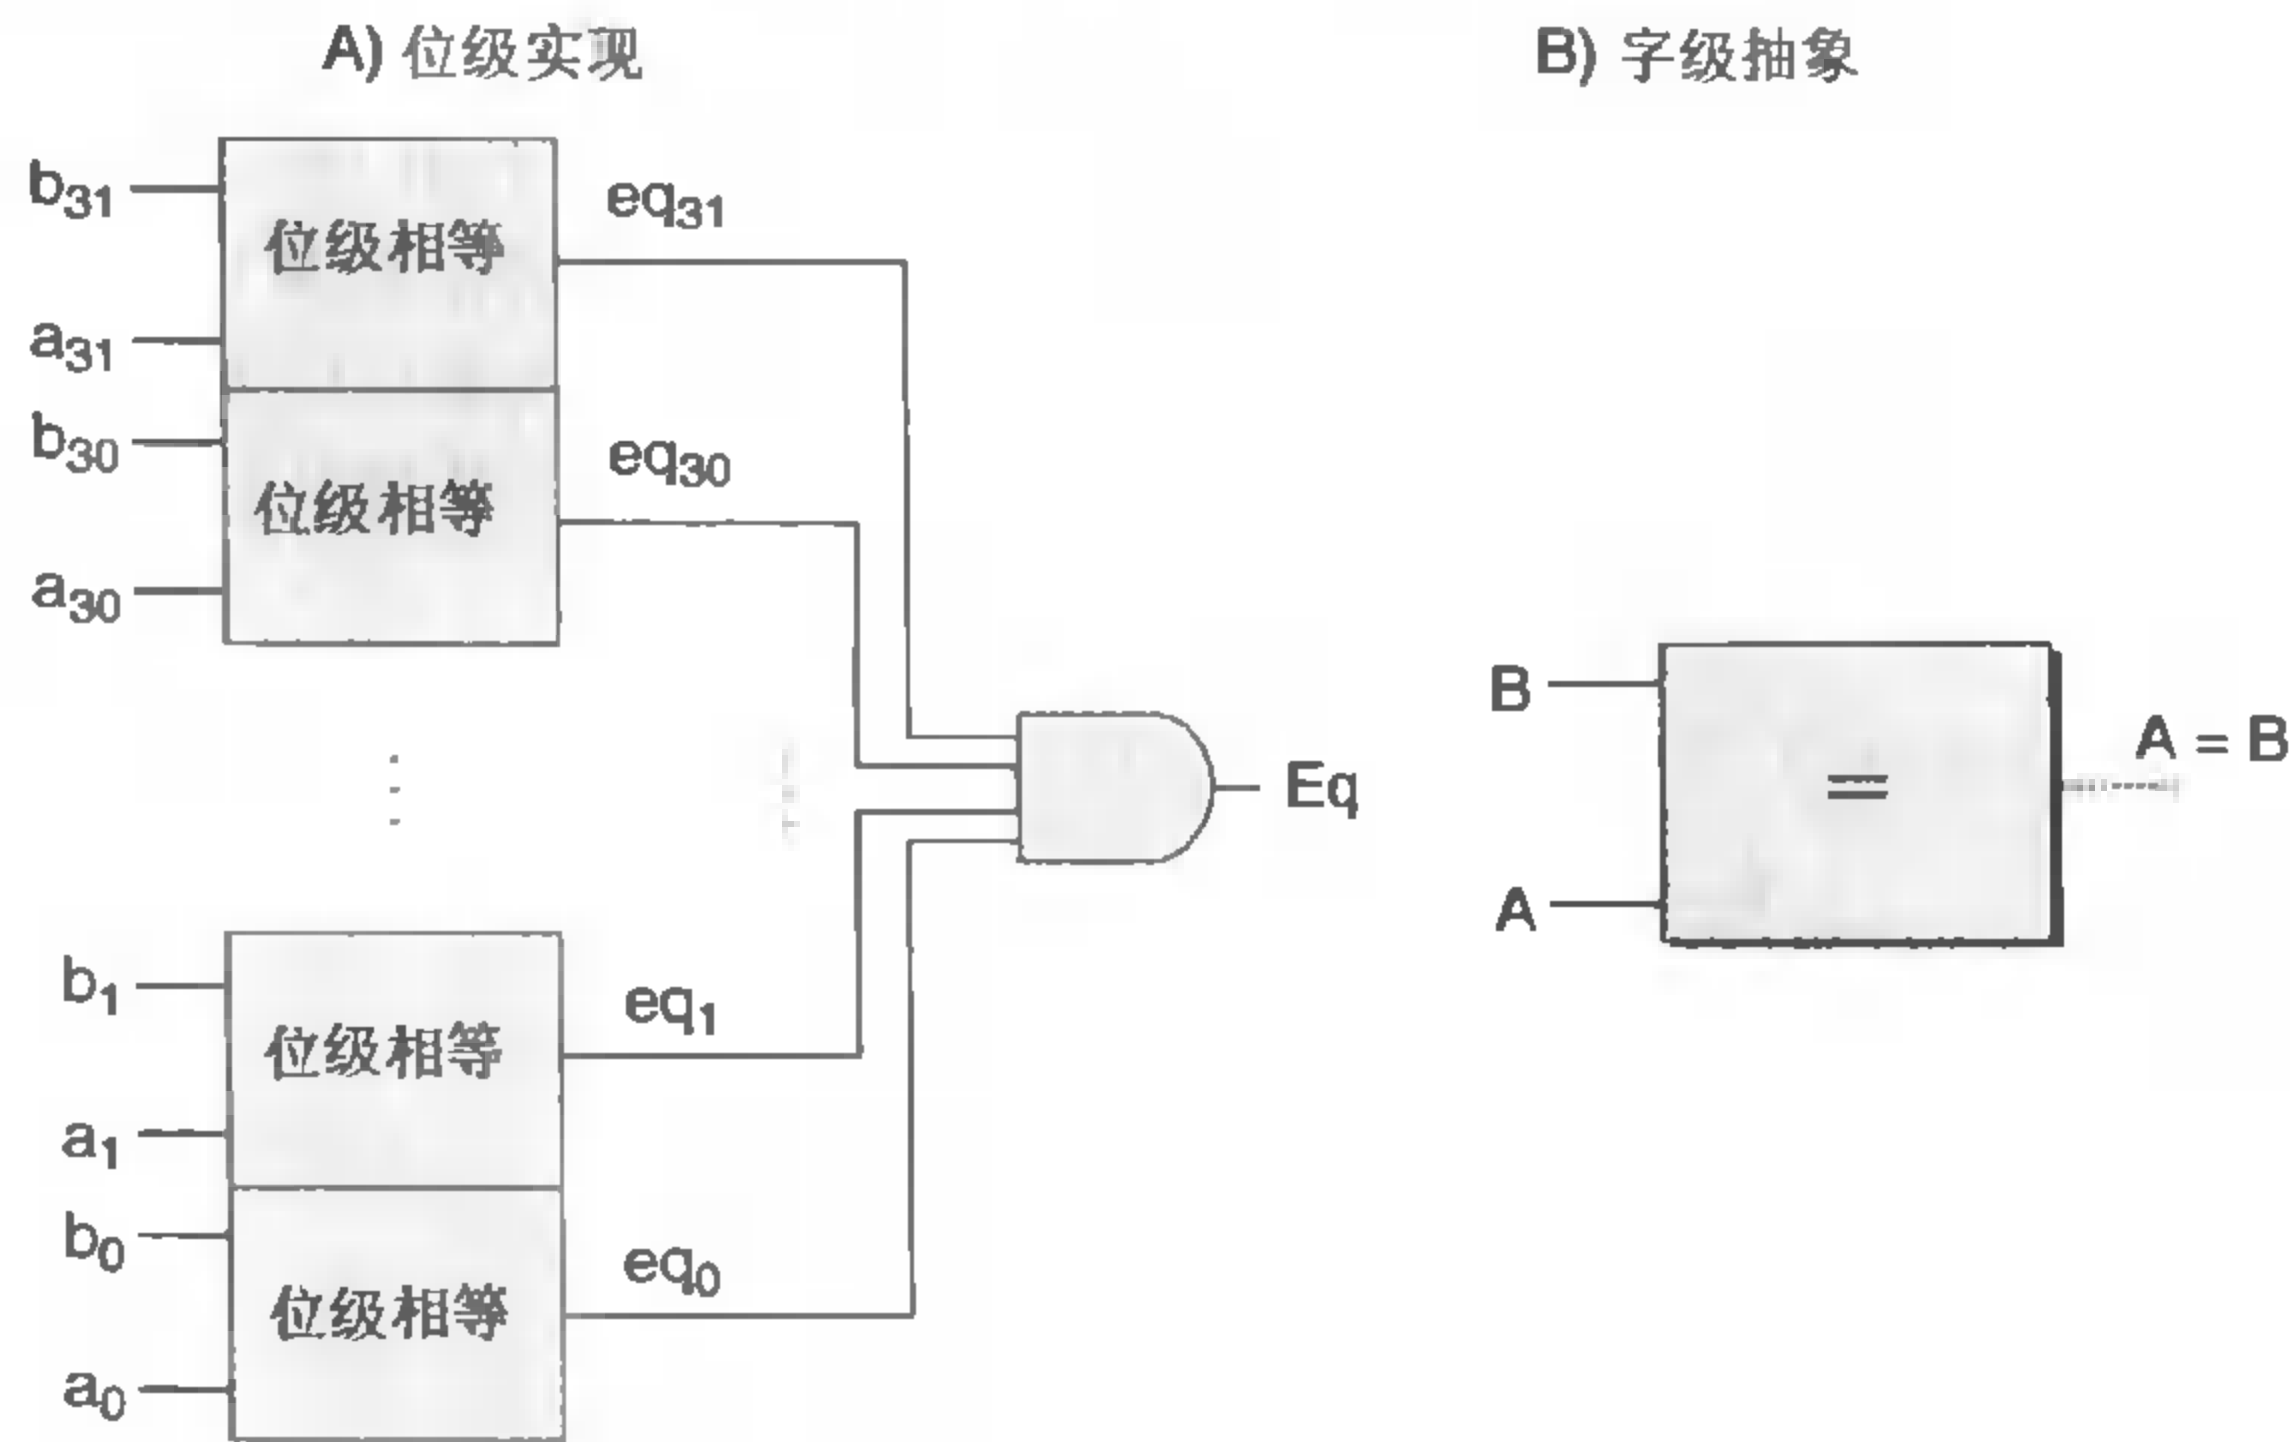 A) 位级实现
B) 字级抽象
b31
位级相等
eq31
a31
b30
位级相等
eq30
a30
Eq
B
=
A = B
A
b1
位级相等
eq1
a1
b0
位级相等
eq0
a0